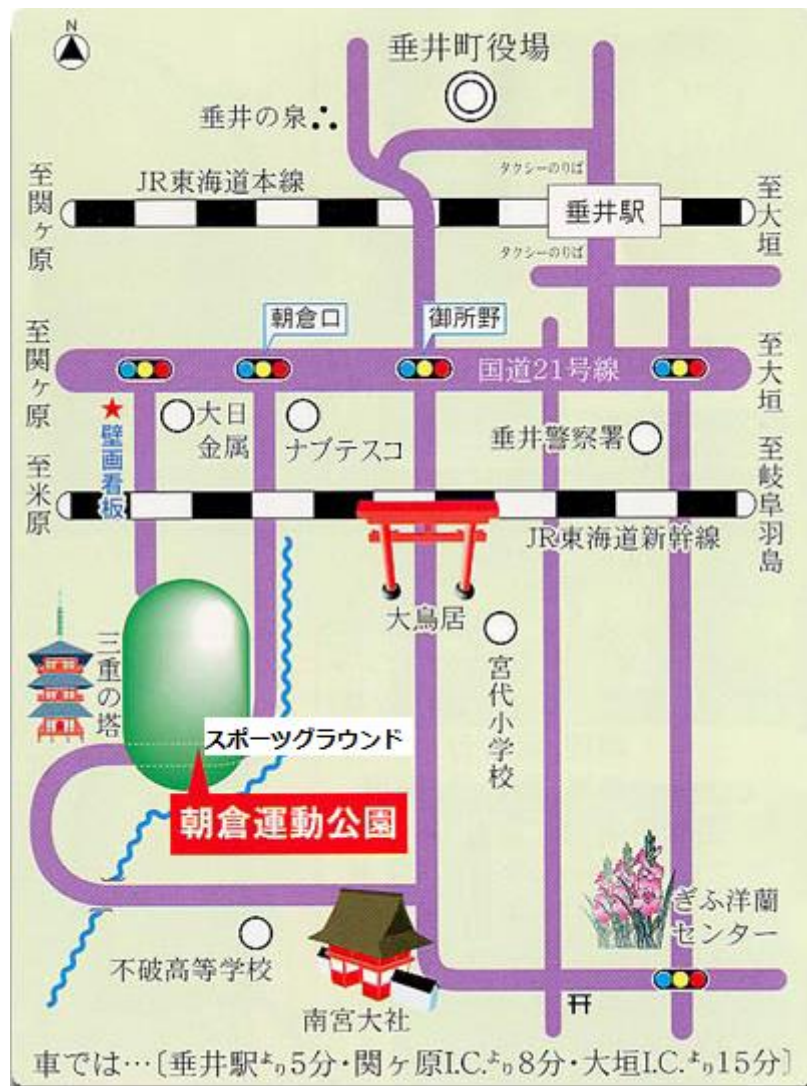 N
垂井町役場
垂井の泉
タクシーのりば
至関ヶ原
JR東海道本線
垂井駅
至大垣
タクシーのりば
朝倉口
御所野
至関ヶ原
国道21号線
至大垣
壁画看板
大日
金属
ナブテスコ
垂井警察署
至米原
至岐阜羽島
JR東海道新幹線
大鳥居
三重の塔
宮代小学校
スポーツグラウンド
朝倉運動公園
ぎふ洋蘭
センター
不破高等学校
南宮大社
車では…〔垂井駅より5分・関ヶ原I.C.より8分・大垣I.C.より15分〕